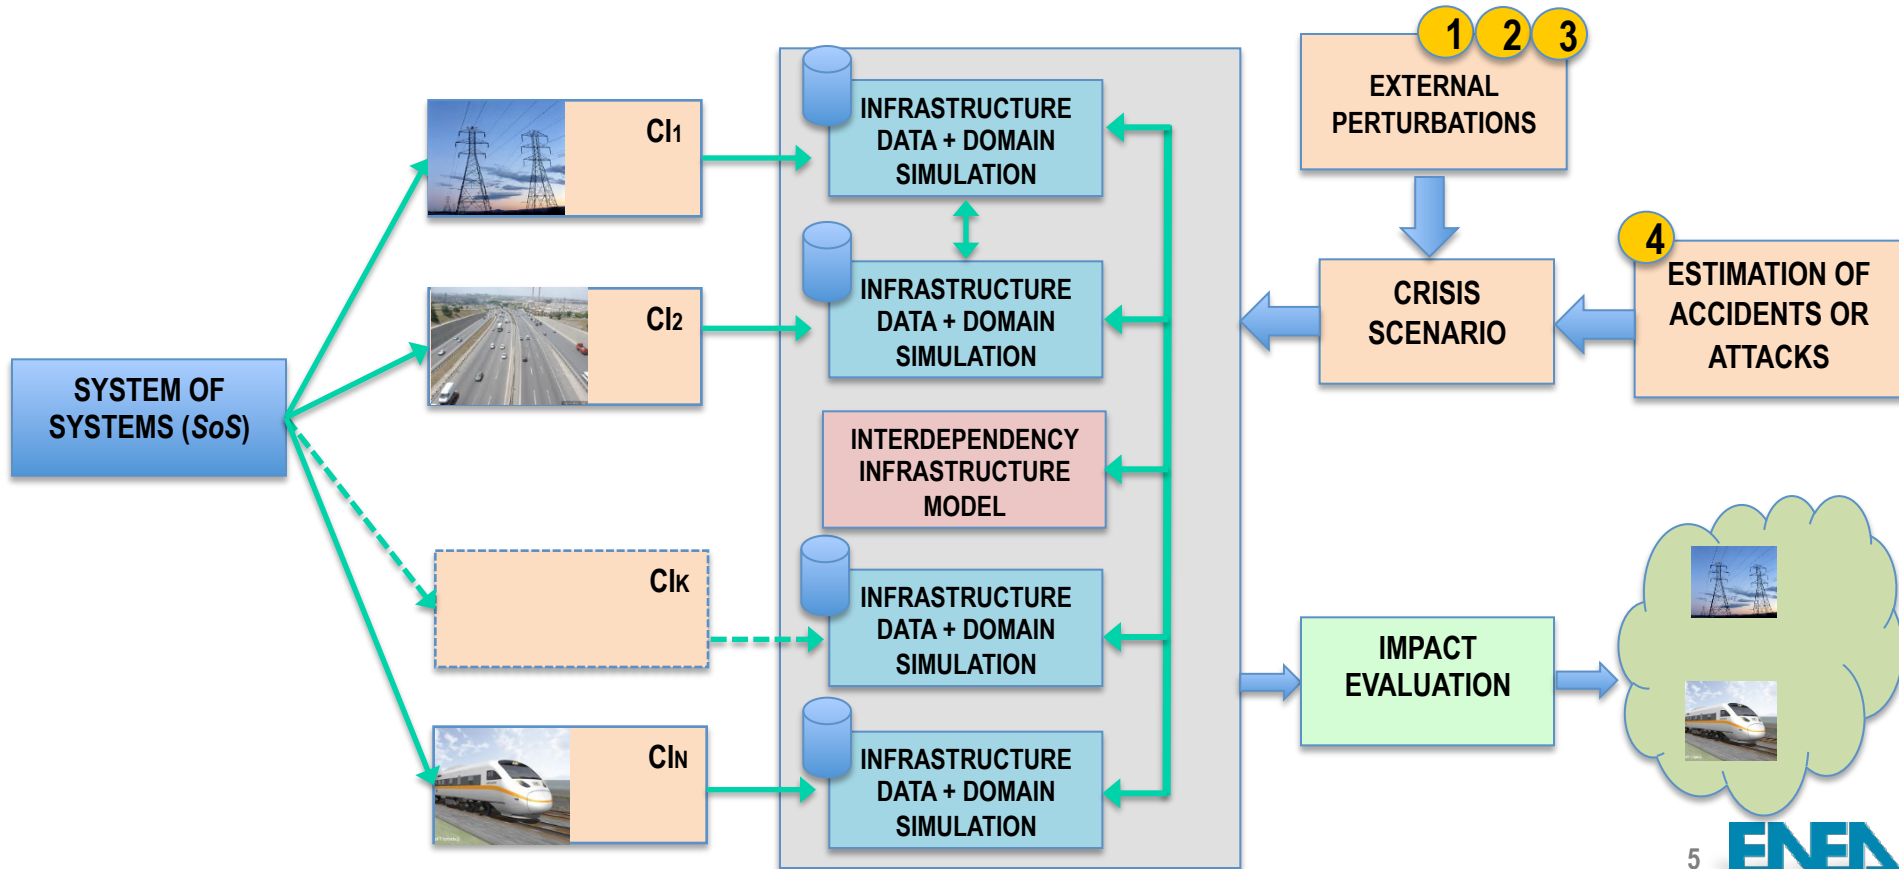 SYSTEM OF
SYSTEMS (SoS)
CI1
CI2
CIK
CIN
INFRASTRUCTURE
DATA + DOMAIN
SIMULATION
INFRASTRUCTURE
DATA + DOMAIN
SIMULATION
INTERDEPENDENCY
INFRASTRUCTURE
MODEL
INFRASTRUCTURE
DATA + DOMAIN
SIMULATION
INFRASTRUCTURE
DATA + DOMAIN
SIMULATION
1 2 3
EXTERNAL
PERTURBATIONS
CRISIS
SCENARIO
4
ESTIMATION OF
ACCIDENTS OR
ATTACKS
IMPACT
EVALUATION
5
ENEA